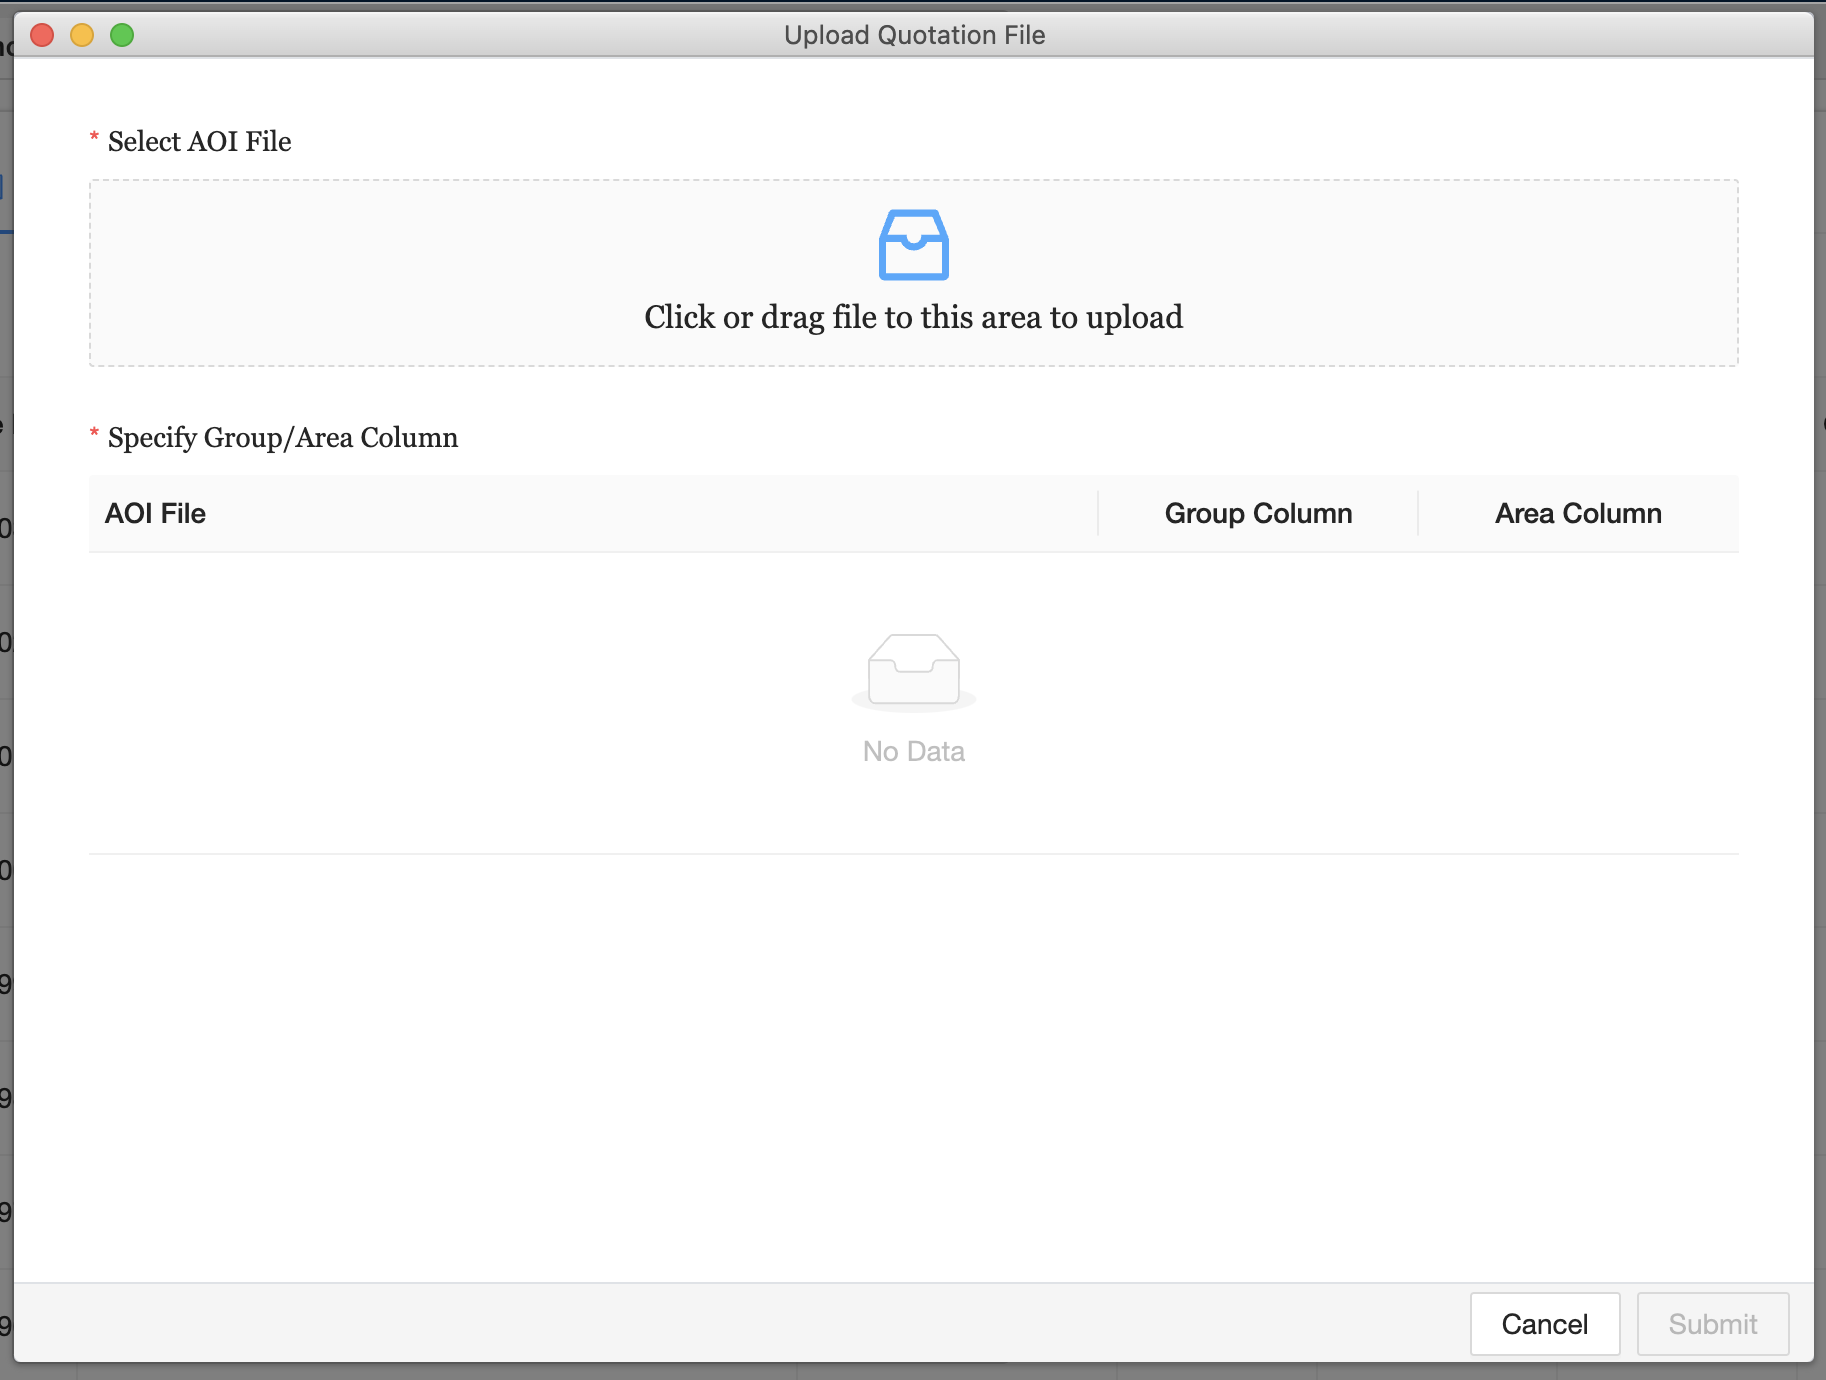 Upload Quotation File
* Select AOI File
Click or drag file to this area to upload
* Specify Group/Area Column
AOI File Group Column Area Column
No Data
Cancel Submit